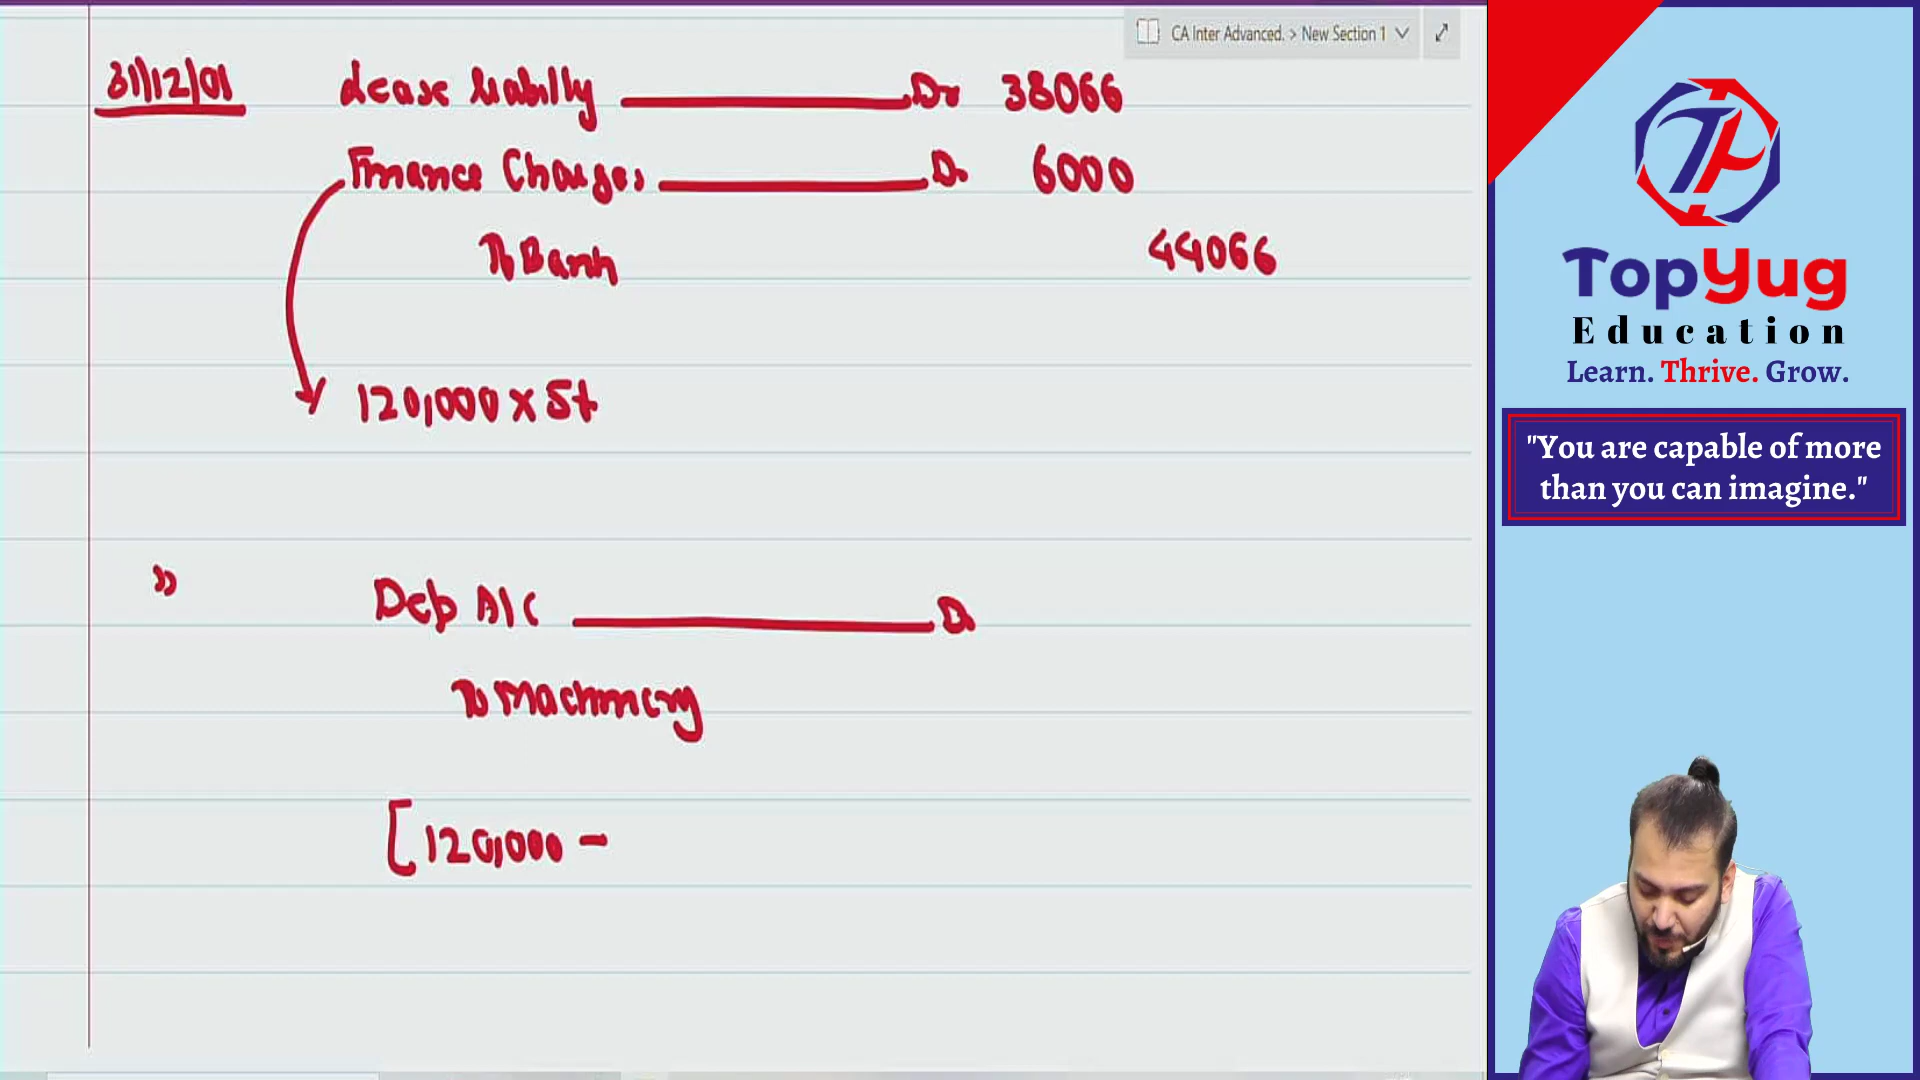 CA Inter Advanced. > New Section 1
31/12/01 Lease liability Dr 38066
Finance Charges Dr 6000
To Bank 44066
120,000 x 5%
" Dep A/c Dr
To Machinery
[120,000 -
TopYug
Education
Learn. Thrive. Grow.
"You are capable of more
than you can imagine."